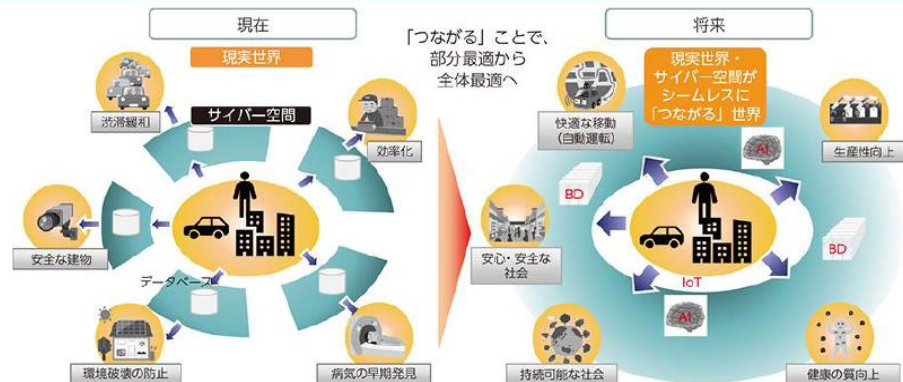 現在
現実世界
サイバー空間
渋滞緩和
効率化
安全な建物
データベース
環境破壊の防止
病気の早期発見
「つながる」ことで、
部分最適から
全体最適へ
将来
現実世界・
サイバー空間が
シームレスに
「つながる」世界
快適な移動
(自動運転)
AI
生産性向上
BD
安心・安全な
社会
BD
IoT
AI
持続可能な社会
健康の質向上